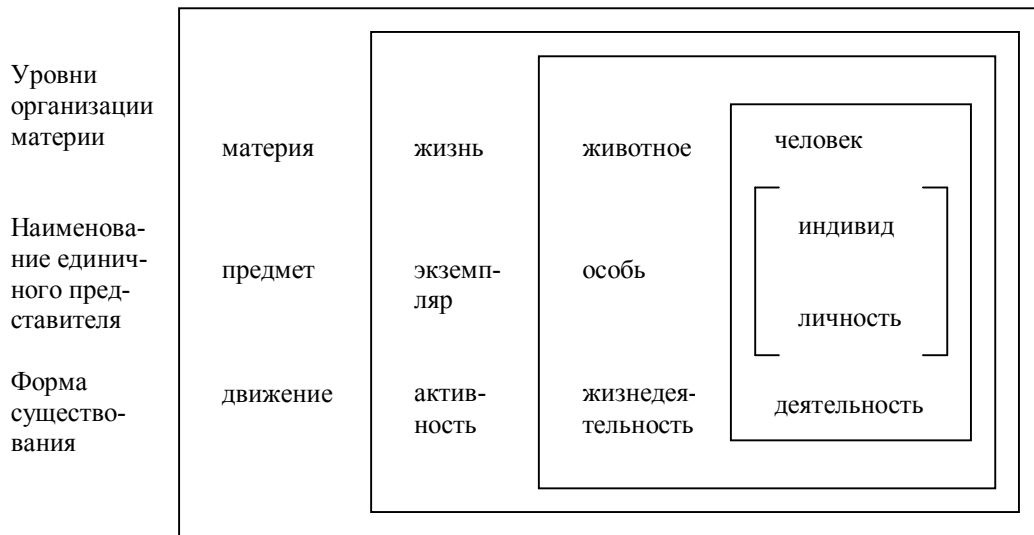 Уровни
организации
материи
материя
жизнь
животное
человек
Наименова-
ние единич-
ного пред-
ставителя
предмет
экземп-
ляр
особь
индивид
личность
Форма
существо-
вания
движение
актив-
ность
жизнедея-
тельность
деятельность